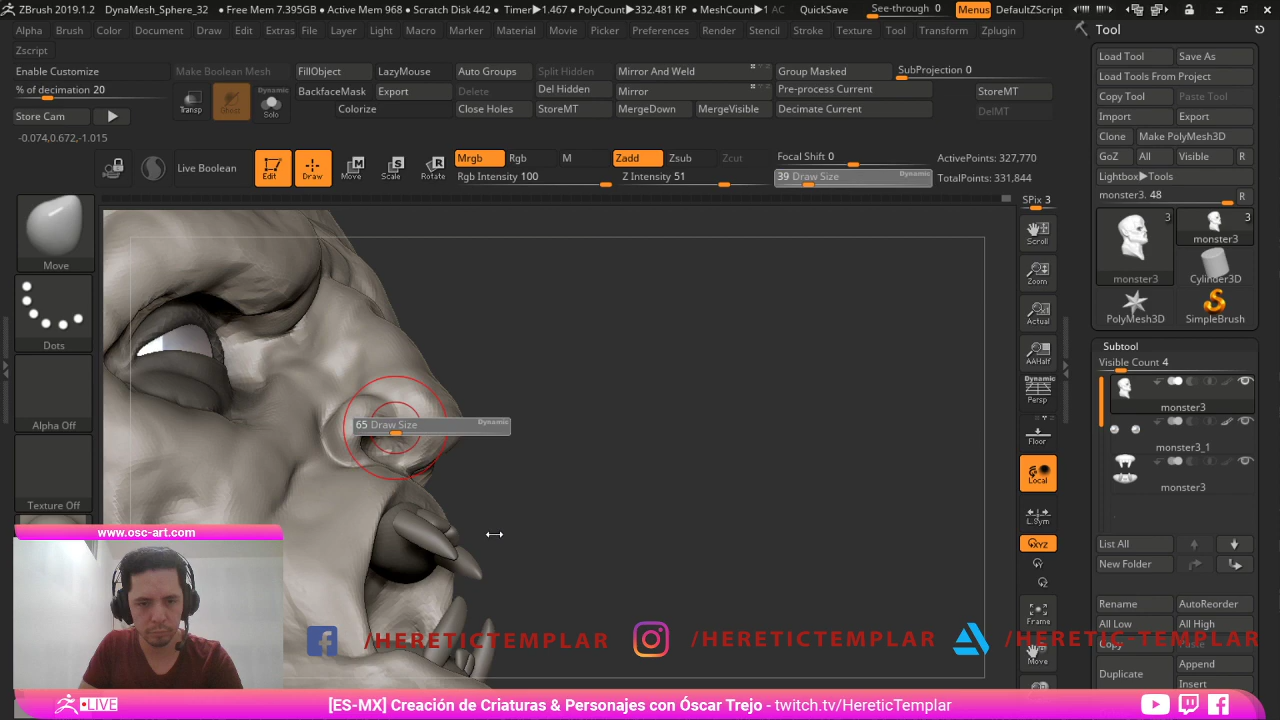 ZBrush 2019.1.2 DynaMesh_Sphere_32 ● Free Mem 7.395GB ● Active Mem 968 ● Scratch Disk 442 ● Timer▶1.467 ● PolyCount▶332.481 KP ● MeshCount▶1 AC QuickSave See-through 0 Menus DefaultZScript
Alpha Brush Color Document Draw Edit Extras File Layer Light Macro Marker Material Movie Picker Preferences Render Stencil Stroke Texture Tool Transform Zplugin
Zscript
Enable Customize Make Boolean Mesh FillObject LazyMouse Auto Groups Split Hidden Mirror And Weld Group Masked SubProjection 0
% of decimation 20 Transp Ghost Dynamic Solo BackfaceMask Export Delete Del Hidden Mirror Pre-process Current StoreMT
Colorize Close Holes StoreMT MergeDown MergeVisible Decimate Current DelMT
Store Cam
-0.074,0.672,-1.015
Live Boolean Edit Draw Move Scale Rotate Mrgb Rgb M Zadd Zsub Zcut Focal Shift 0 ActivePoints: 327,770
Rgb Intensity 100 Z Intensity 51 39 Draw Size Dynamic TotalPoints: 331,844
Move
Dots
Alpha Off
Texture Off
65 Draw Size Dynamic
SPix 3
Scroll
Zoom
Actual
AAHalf
Dynamic
Persp
Floor
Local
L.Sym
XYZ
Frame
Move
Tool
Load Tool Save As
Load Tools From Project
Copy Tool Paste Tool
Import Export
Clone Make PolyMesh3D
GoZ All Visible R
Lightbox▶Tools
monster3. 48 R
3 3
monster3 monster3
Cylinder3D
PolyMesh3D SimpleBrush
Subtool
Visible Count 4
monster3
monster3_1
monster3
List All
New Folder
Rename AutoReorder
All Low All High
Copy Paste
Duplicate Append
Insert
www.osc-art.com
/HERETICTEMPLAR /HERETICTEMPLAR /HERETIC-TEMPLAR
LIVE [ES-MX] Creación de Criaturas & Personajes con Óscar Trejo - twitch.tv/HereticTemplar